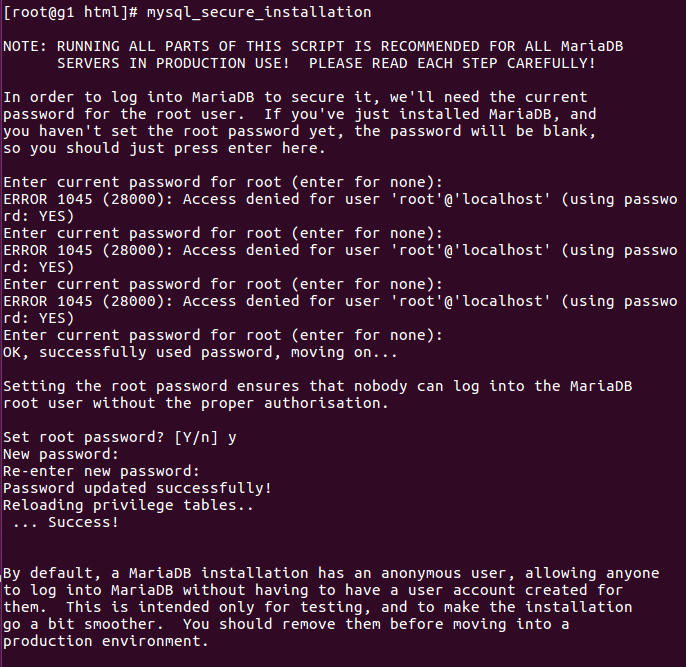 [root@g1 html]# mysql_secure_installation
NOTE: RUNNING ALL PARTS OF THIS SCRIPT IS RECOMMENDED FOR ALL MariaDB
SERVERS IN PRODUCTION USE!  PLEASE READ EACH STEP CAREFULLY!
In order to log into MariaDB to secure it, we'll need the current
password for the root user.  If you've just installed MariaDB, and
you haven't set the root password yet, the password will be blank,
so you should just press enter here.
Enter current password for root (enter for none):
ERROR 1045 (28000): Access denied for user 'root'@'localhost' (using passwo
rd: YES)
Enter current password for root (enter for none):
ERROR 1045 (28000): Access denied for user 'root'@'localhost' (using passwo
rd: YES)
Enter current password for root (enter for none):
ERROR 1045 (28000): Access denied for user 'root'@'localhost' (using passwo
rd: YES)
Enter current password for root (enter for none):
OK, successfully used password, moving on...
Setting the root password ensures that nobody can log into the MariaDB
root user without the proper authorisation.
Set root password? [Y/n] y
New password:
Re-enter new password:
Password updated successfully!
Reloading privilege tables..
 ... Success!
By default, a MariaDB installation has an anonymous user, allowing anyone
to log into MariaDB without having to have a user account created for
them.  This is intended only for testing, and to make the installation
go a bit smoother.  You should remove them before moving into a
production environment.